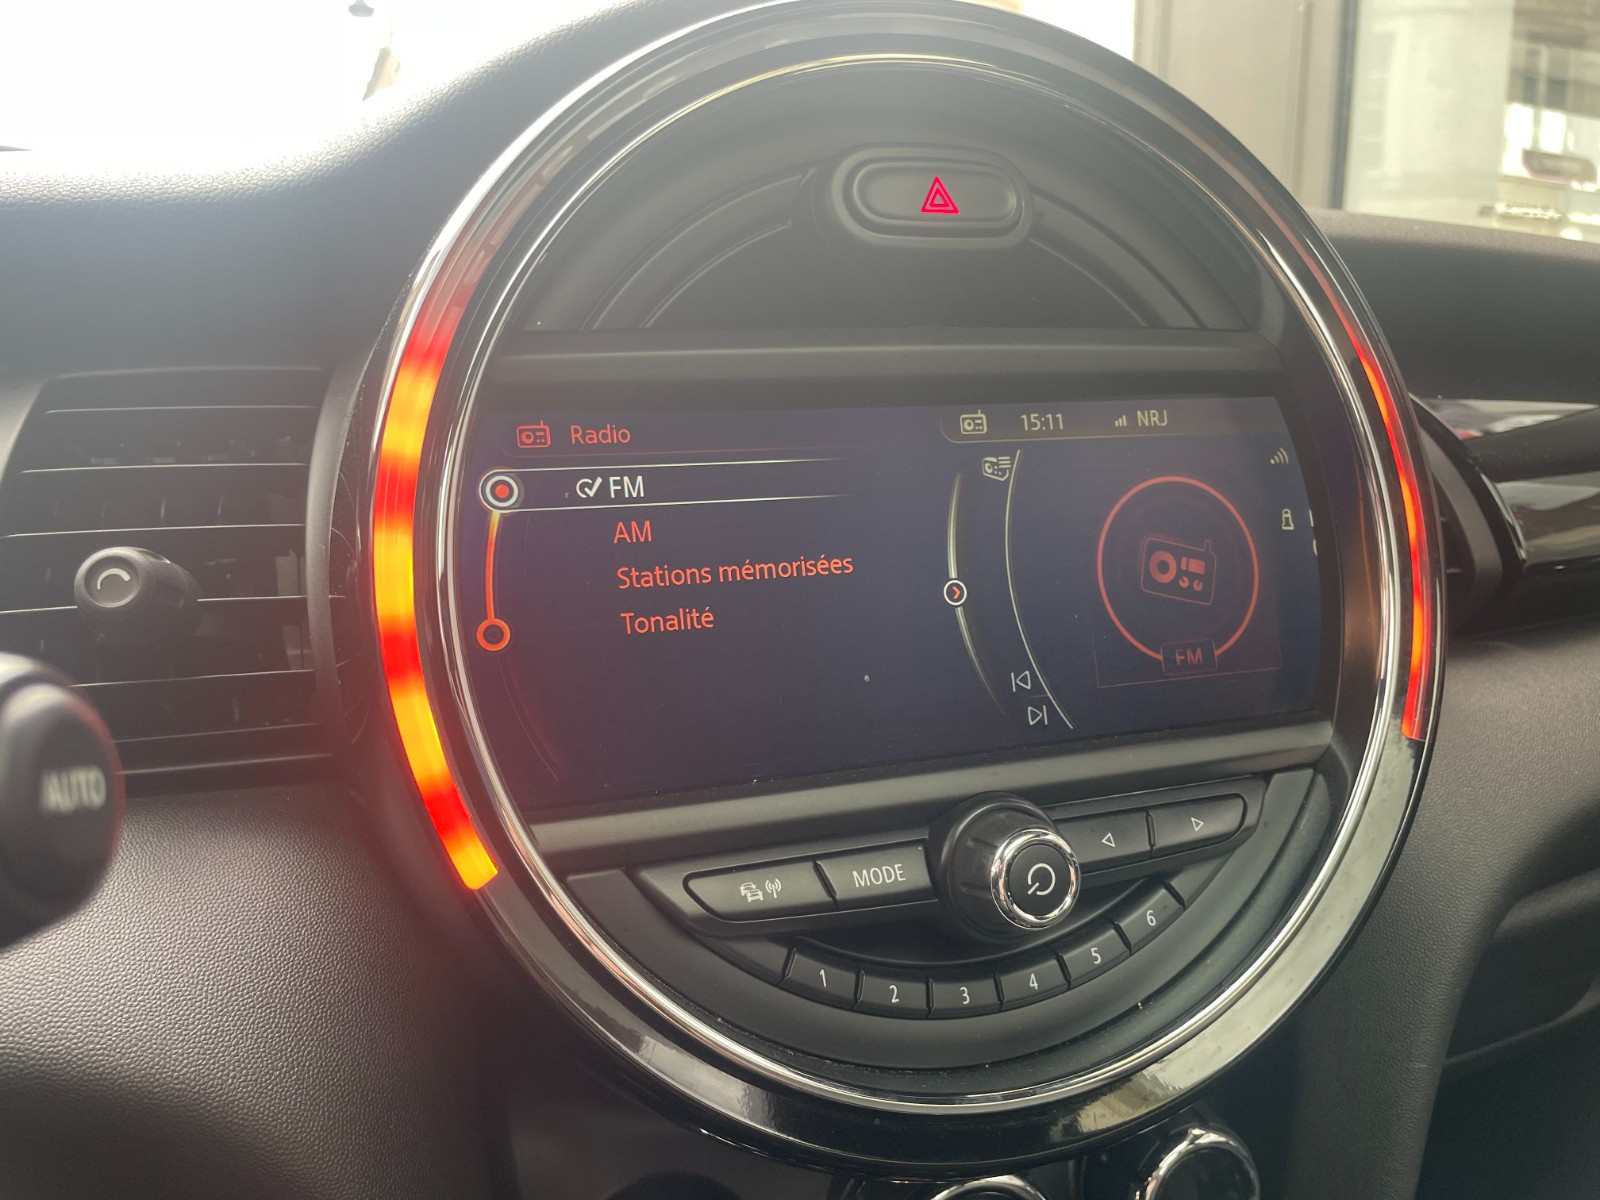 Radio
15:11 NRJ
FM
AM
Stations mémorisées
Tonalité
FM
AUTO
MODE
1
2
3
4
5
6